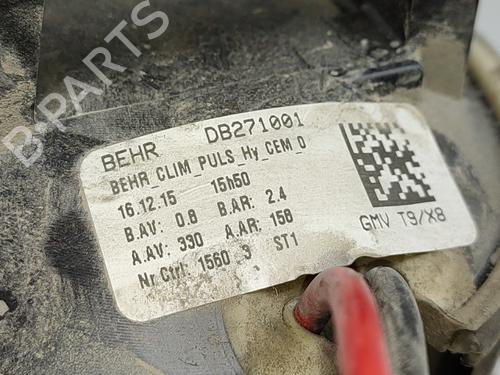 B-PARTS
BEHR DB271001
BEHR_CLIM_PULS_Hy_CEM_D
16.12.15 15h50
B.AV: 0.8 B.AR: 2.4
A.AV: 330 A.AR: 158
Nr Ctrl: 1560 3 ST1
GMV T9/X8